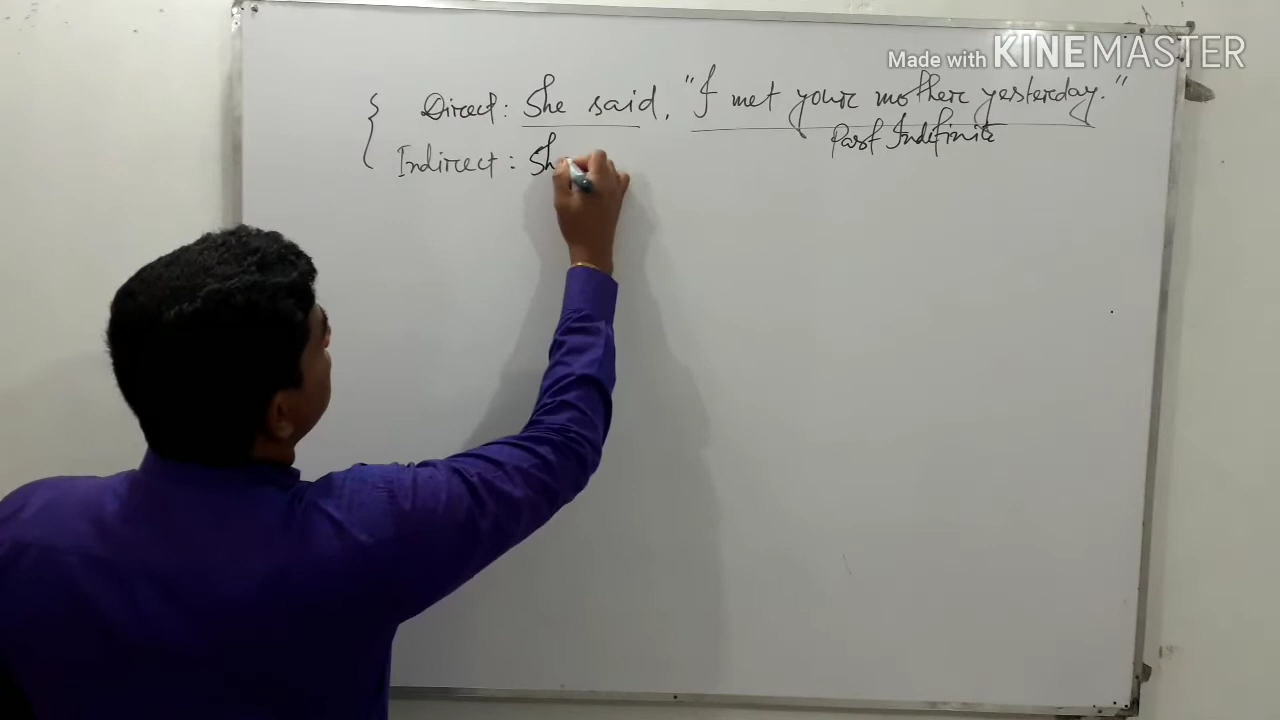 Made with KINEMASTER
Direct: She said, "I met your mother yesterday."
Past Indefinite
Indirect: Sh